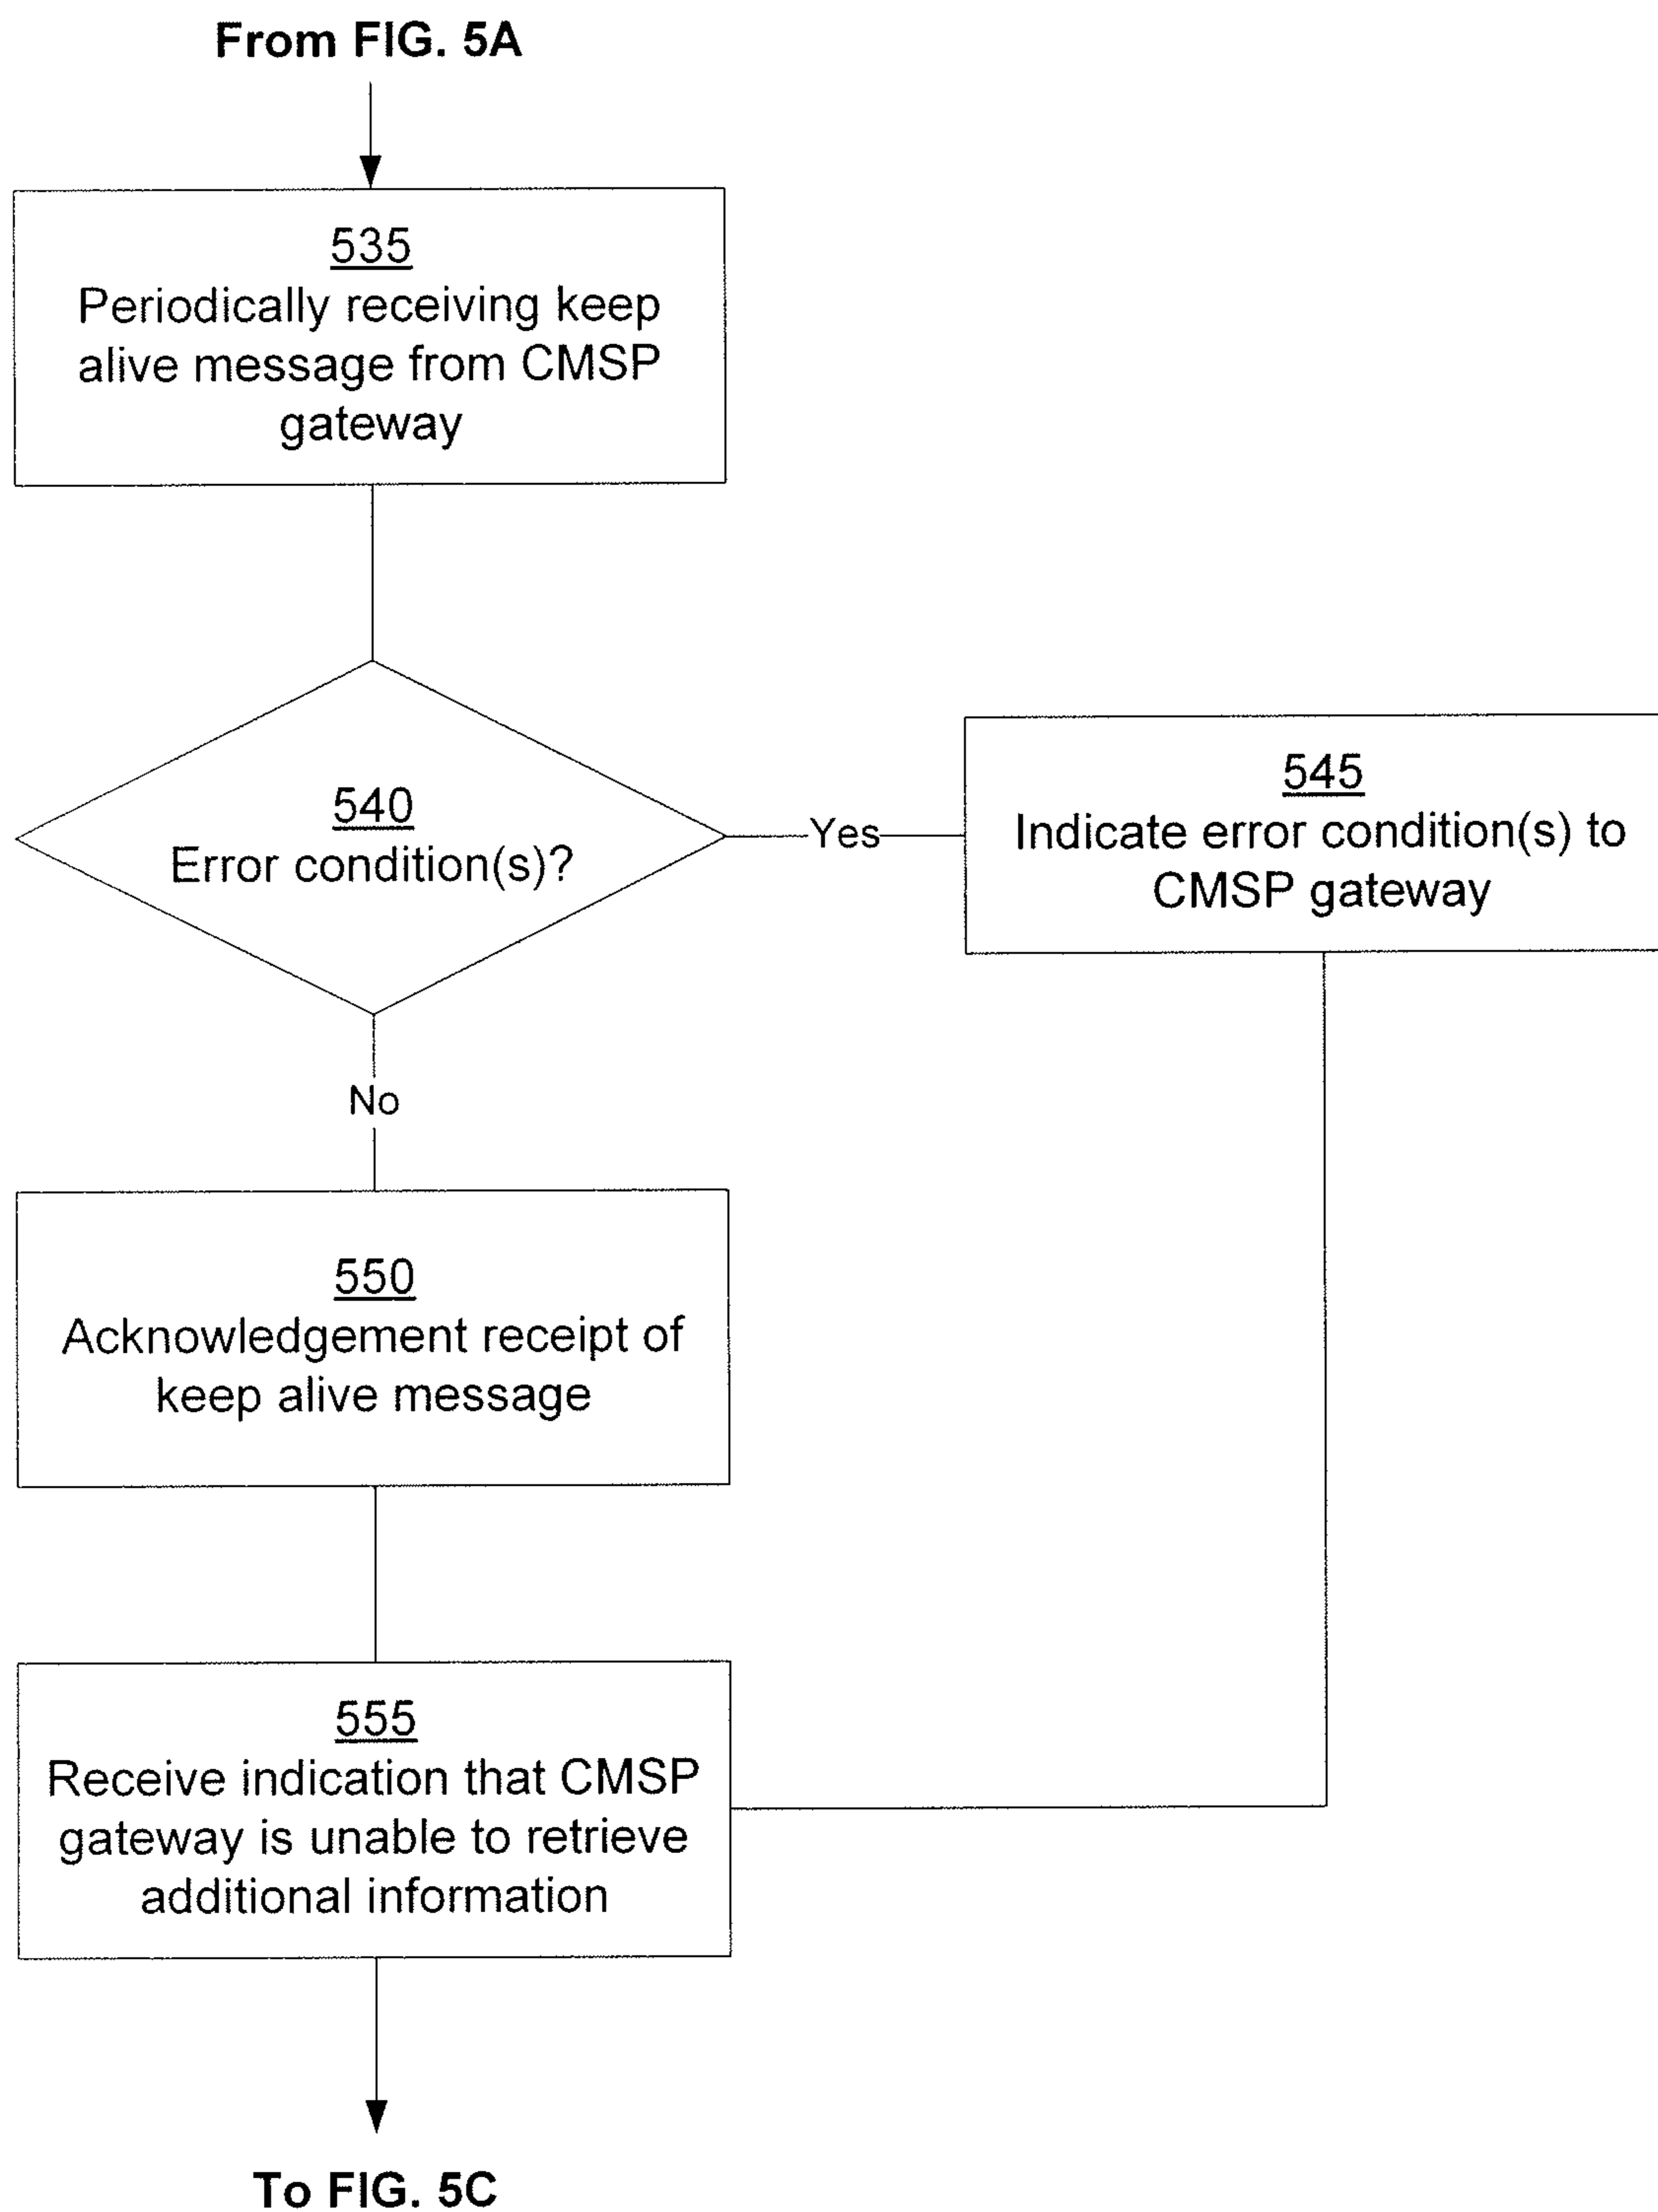 From FIG. 5A
535
Periodically receiving keep
alive message from CMSP
gateway
540
Error condition(s)?
Yes
545
Indicate error condition(s) to
CMSP gateway
No
550
Acknowledgement receipt of
keep alive message
555
Receive indication that CMSP
gateway is unable to retrieve
additional information
To FIG. 5C